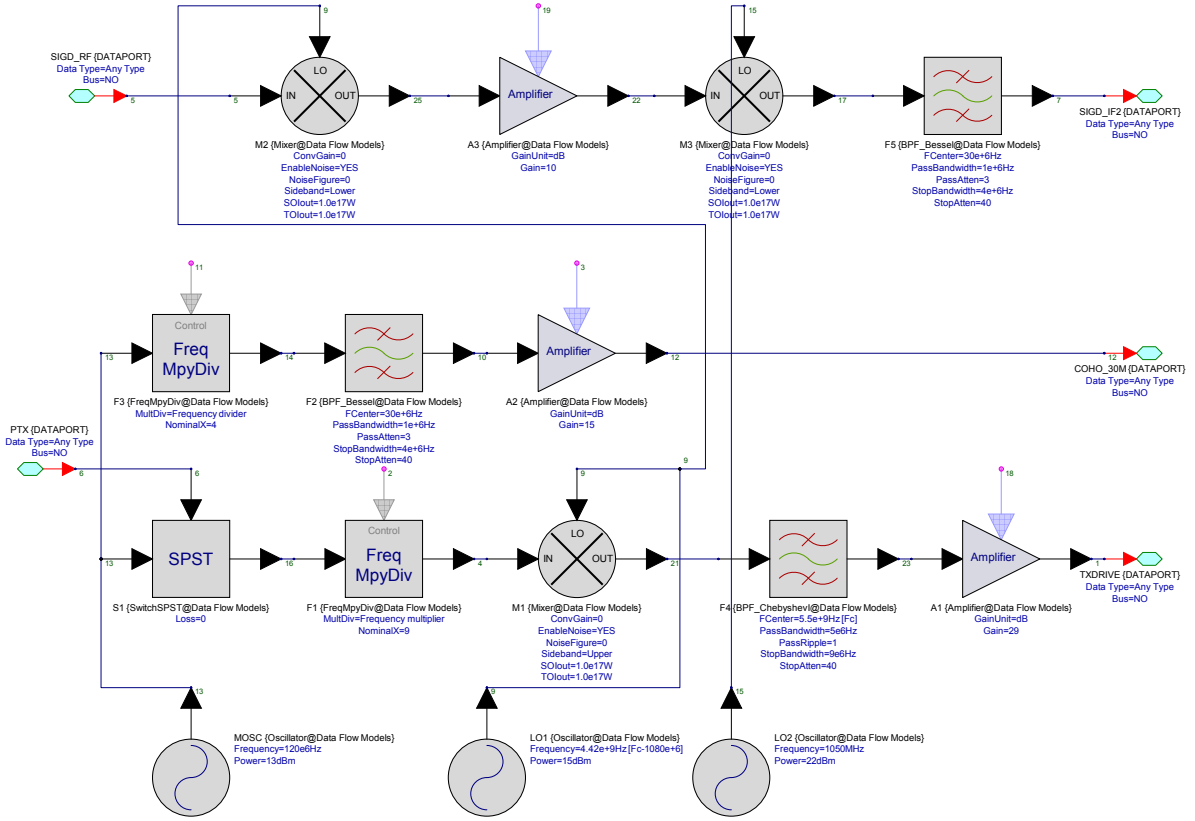 9
19
15
SIGD_RF {DATAPORT}
Data Type=Any Type
Bus=NO
5
5
LO
IN
OUT
25
Amplifier
22
LO
IN
OUT
17
7
SIGD_IF2 {DATAPORT}
Data Type=Any Type
Bus=NO
M2 {Mixer@Data Flow Models}
ConvGain=0
EnableNoise=YES
NoiseFigure=0
Sideband=Lower
SOIout=1.0e17W
TOIout=1.0e17W
A3 {Amplifier@Data Flow Models}
GainUnit=dB
Gain=10
M3 {Mixer@Data Flow Models}
ConvGain=0
EnableNoise=YES
NoiseFigure=0
Sideband=Lower
SOIout=1.0e17W
TOIout=1.0e17W
F5 {BPF_Bessel@Data Flow Models}
FCenter=30e+6Hz
PassBandwidth=1e+6Hz
PassAtten=3
StopBandwidth=4e+6Hz
StopAtten=40
11
3
13
Control
Freq
MpyDiv
14
10
Amplifier
12
12
COHO_30M {DATAPORT}
Data Type=Any Type
Bus=NO
F3 {FreqMpyDiv@Data Flow Models}
MultDiv=Frequency divider
NominalX=4
F2 {BPF_Bessel@Data Flow Models}
FCenter=30e+6Hz
PassBandwidth=1e+6Hz
PassAtten=3
StopBandwidth=4e+6Hz
StopAtten=40
A2 {Amplifier@Data Flow Models}
GainUnit=dB
Gain=15
PTX {DATAPORT}
Data Type=Any Type
Bus=NO
6
6
2
9
9
18
13
SPST
16
Control
Freq
MpyDiv
4
LO
IN
OUT
21
23
Amplifier
1
TXDRIVE {DATAPORT}
Data Type=Any Type
Bus=NO
S1 {SwitchSPST@Data Flow Models}
Loss=0
F1 {FreqMpyDiv@Data Flow Models}
MultDiv=Frequency multiplier
NominalX=9
M1 {Mixer@Data Flow Models}
ConvGain=0
EnableNoise=YES
NoiseFigure=0
Sideband=Upper
SOIout=1.0e17W
TOIout=1.0e17W
F4 {BPF_ChebyshevI@Data Flow Models}
FCenter=5.5e+9Hz [Fc]
PassBandwidth=5e6Hz
PassRipple=1
StopBandwidth=9e6Hz
StopAtten=40
A1 {Amplifier@Data Flow Models}
GainUnit=dB
Gain=29
13
9
15
MOSC {Oscillator@Data Flow Models}
Frequency=120e6Hz
Power=13dBm
LO1 {Oscillator@Data Flow Models}
Frequency=4.42e+9Hz [Fc-1080e+6]
Power=15dBm
LO2 {Oscillator@Data Flow Models}
Frequency=1050MHz
Power=22dBm